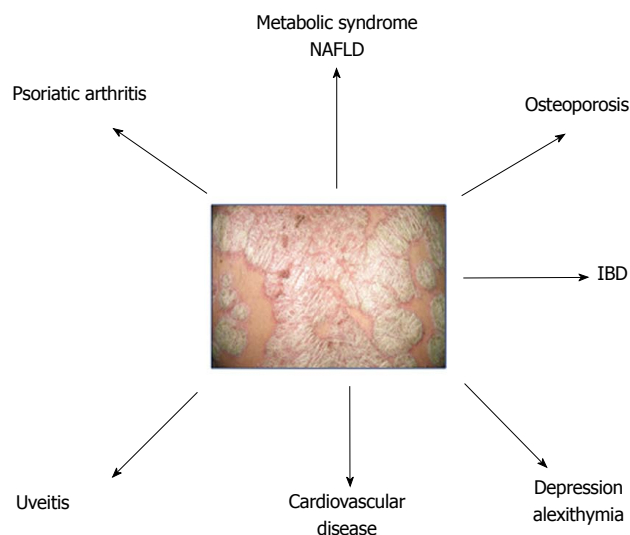 Metabolic syndrome
NAFLD
Psoriatic arthritis
Osteoporosis
IBD
Uveitis
Cardiovascular
disease
Depression
alexithymia